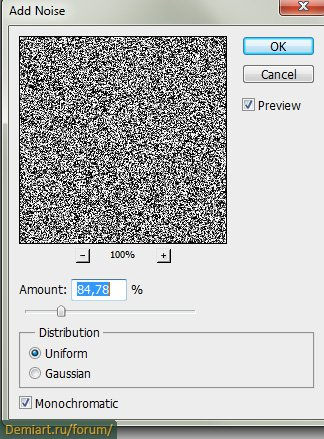 Add Noise
OK
Cancel
Preview
100%
Amount: 84,78 %
Distribution
Uniform
Gaussian
Monochromatic
Demiart.ru/forum/